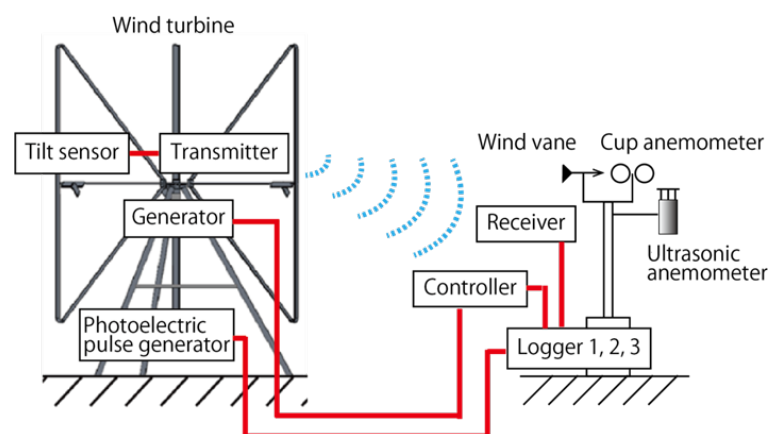 Wind turbine
Tilt sensor
Transmitter
Generator
Photoelectric
pulse generator
Wind vane
Cup anemometer
Receiver
Ultrasonic
anemometer
Controller
Logger 1, 2, 3